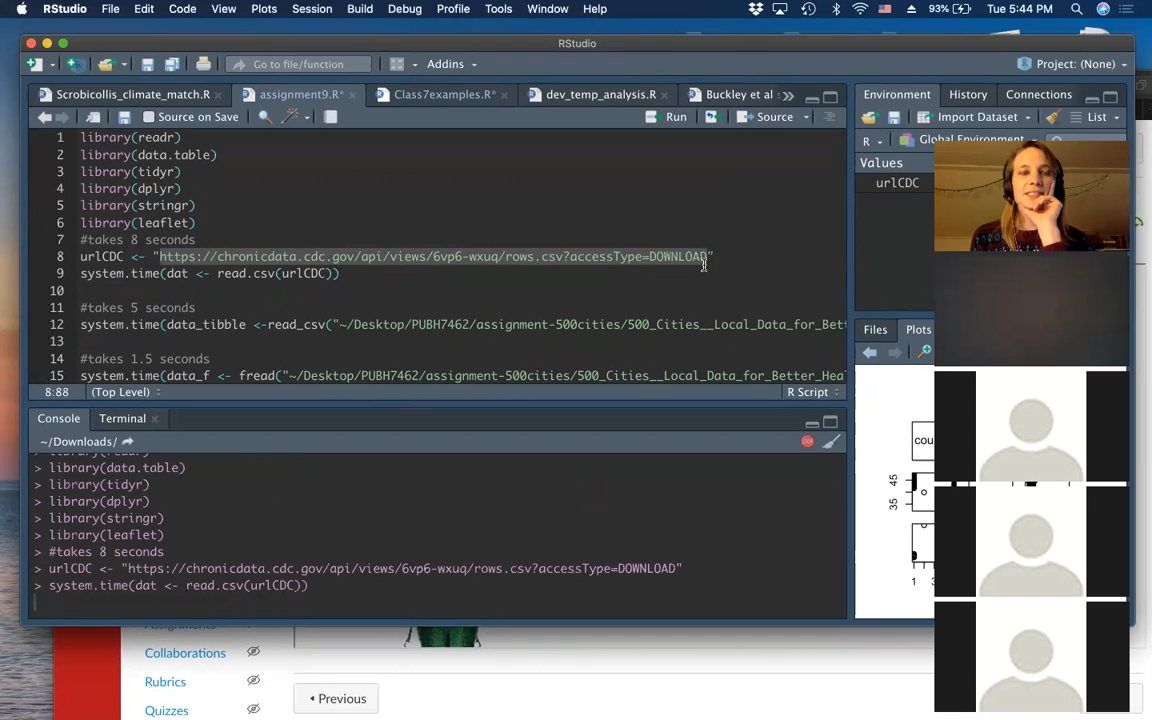 RStudio File Edit Code View Plots Session Build Debug Profile Tools Window Help 93% Tue 5:44 PM
RStudio
Go to file/function Addins Project: (None)
Scrobicollis_climate_match.R assignment9.R* Class7examples.R* dev_temp_analysis.R Buckley et al
Environment History Connections
Source on Save Run Source
Import Dataset List
R Global Environment
Values
urlCDC
1 library(readr)
2 library(data.table)
3 library(tidyr)
4 library(dplyr)
5 library(stringr)
6 library(leaflet)
7 #takes 8 seconds
8 urlCDC <- "https://chronicdata.cdc.gov/api/views/6vp6-wxuq/rows.csv?accessType=DOWNLOAD"
9 system.time(dat <- read.csv(urlCDC))
10
11 #takes 5 seconds
12 system.time(data_tibble <-read_csv("~/Desktop/PUBH7462/assignment-500cities/500_Cities__Local_Data_for_Bett
13
14 #takes 1.5 seconds
15 system.time(data_f <- fread("~/Desktop/PUBH7462/assignment-500cities/500_Cities__Local_Data_for_Better_Hea
8:88 (Top Level) R Script
Files Plots
Console Terminal
~/Downloads/
> library(data.table)
> library(tidyr)
> library(dplyr)
> library(stringr)
> library(leaflet)
> #takes 8 seconds
> urlCDC <- "https://chronicdata.cdc.gov/api/views/6vp6-wxuq/rows.csv?accessType=DOWNLOAD"
> system.time(dat <- read.csv(urlCDC))
cou
45
35
1
Collaborations
Rubrics
Quizzes
Previous